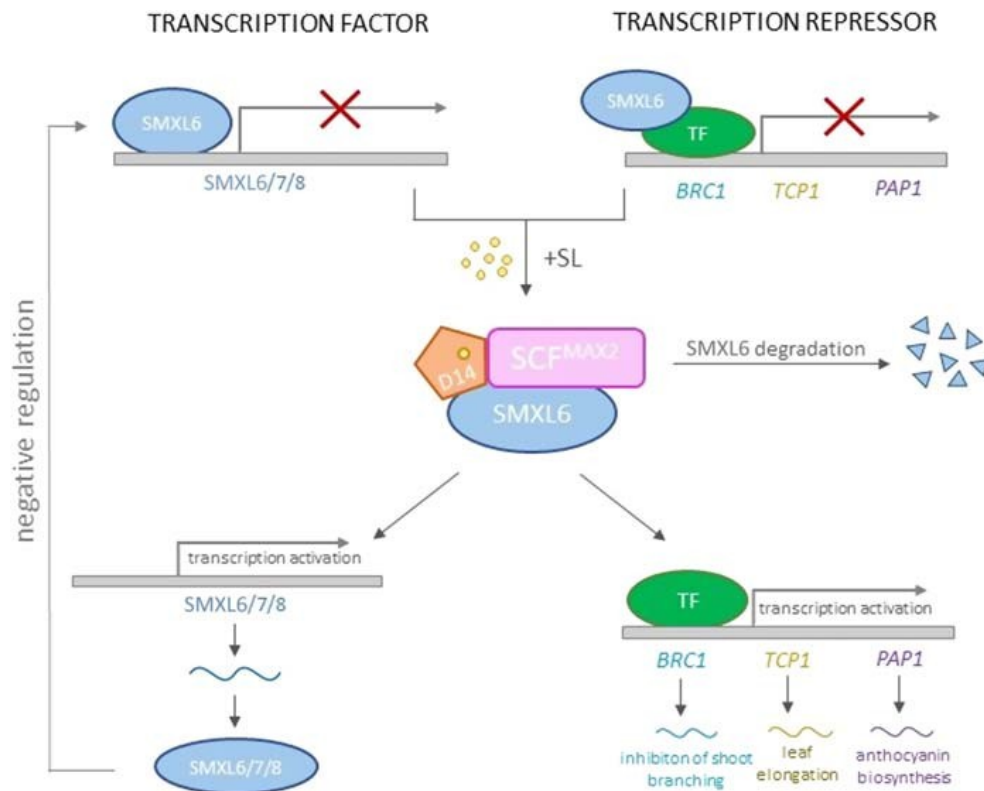 TRANSCRIPTION FACTOR
TRANSCRIPTION REPRESSOR
SMXL6
SMXL6/7/8
SMXL6
TF
BRC1
TCP1
PAP1
+SL
D14
SCF^MAX2
SMXL6
SMXL6 degradation
negative regulation
transcription activation
SMXL6/7/8
SMXL6/7/8
TF
transcription activation
BRC1
TCP1
PAP1
inhibiton of shoot
branching
leaf
elongation
anthocyanin
biosynthesis